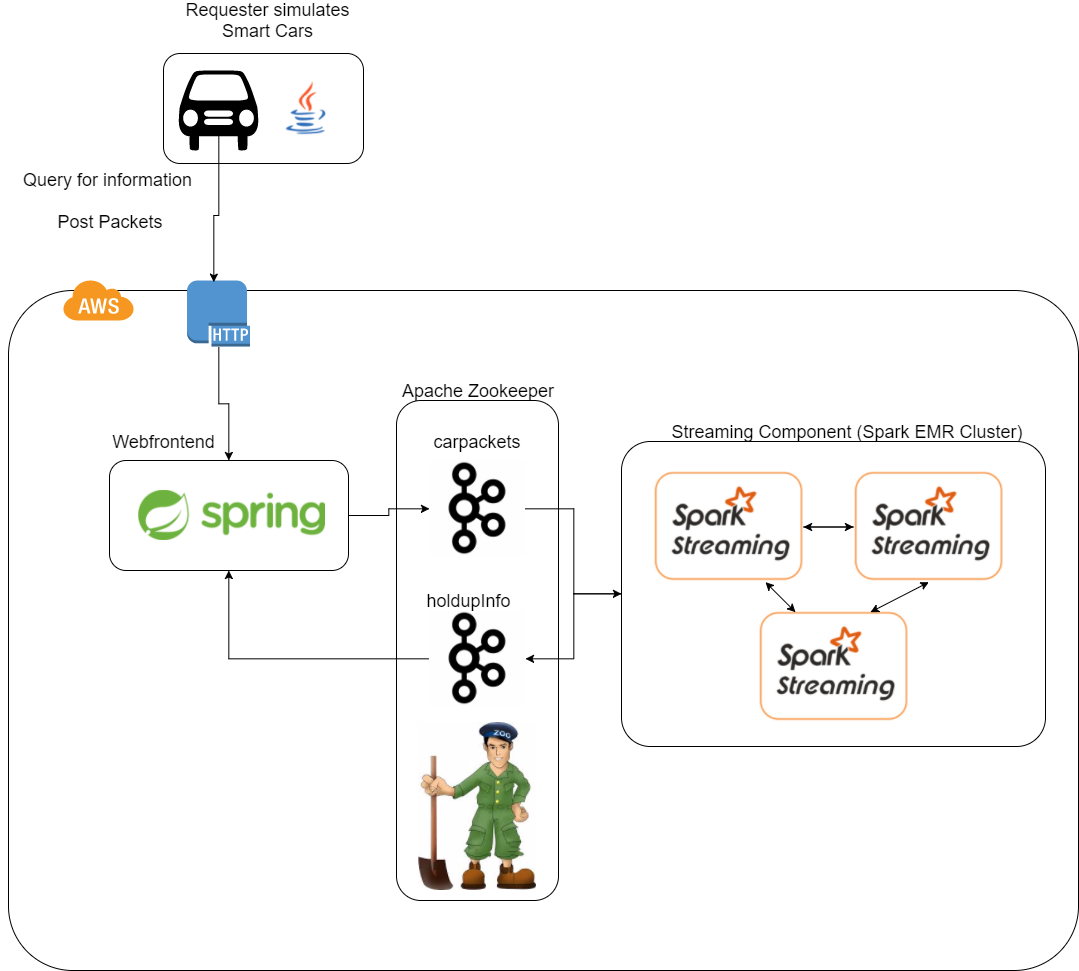 Requester simulates
Smart Cars
Query for information
Post Packets
AWS
HTTP
Webfrontend
spring
Apache Zookeeper
carpackets
holdupInfo
ZOO
Streaming Component (Spark EMR Cluster)
Spark
Streaming
Spark
Streaming
Spark
Streaming